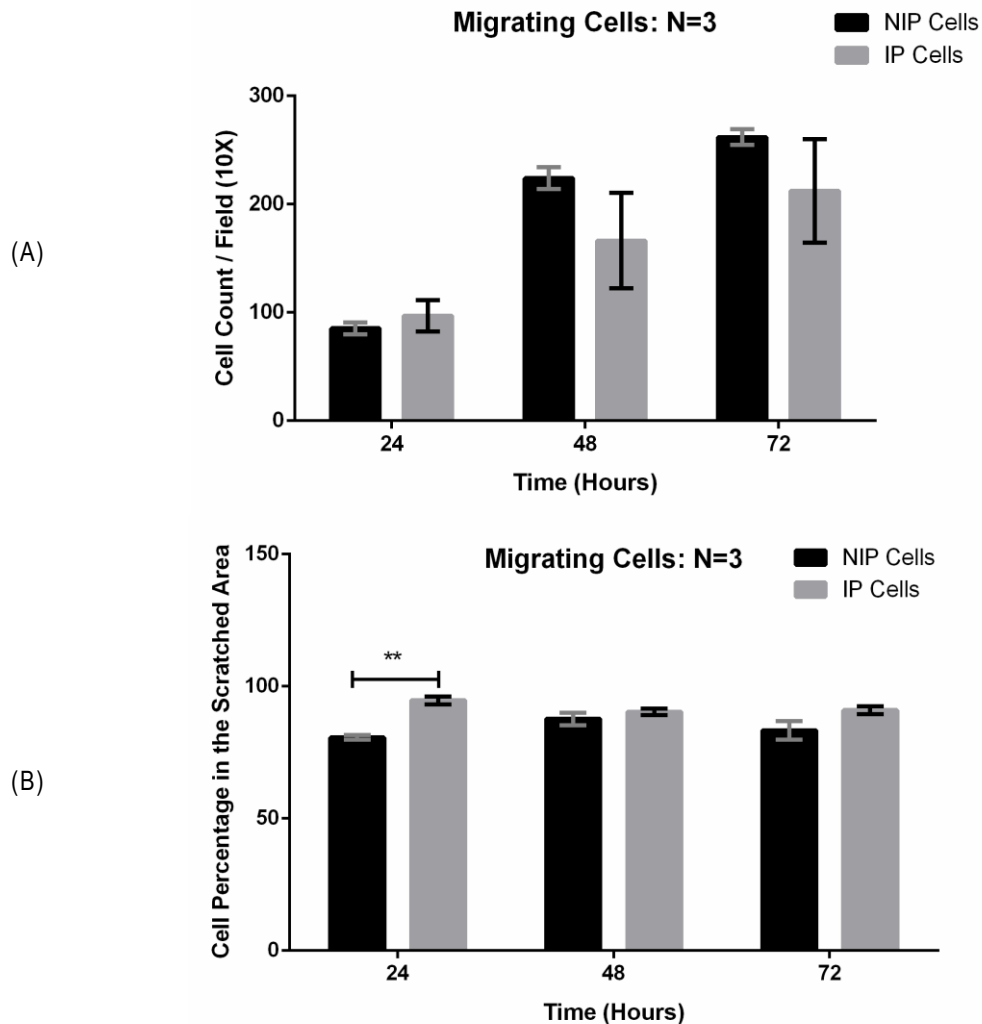 Migrating Cells: N=3
NIP Cells
IP Cells
(A)
Cell Count / Field (10X)
300
200
100
0
24
48
72
Time (Hours)
Migrating Cells: N=3
NIP Cells
IP Cells
(B)
Cell Percentage in the Scratched Area
150
100
50
0
**
24
48
72
Time (Hours)